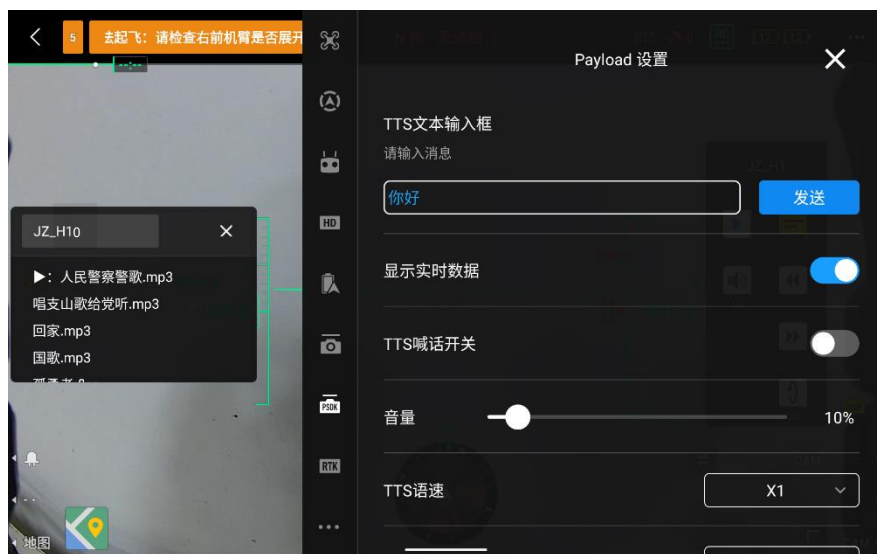 5
去起飞：请检查右前机臂是否展开
--:--
Payload 设置
TTS文本输入框
请输入消息
你好
发送
JZ_H10
HD
▶：人民警察警歌.mp3
唱支山歌给党听.mp3
回家.mp3
国歌.mp3
显示实时数据
TTS喊话开关
PSDK
音量
10%
RTK
TTS语速
X1
地图
JZ_H1